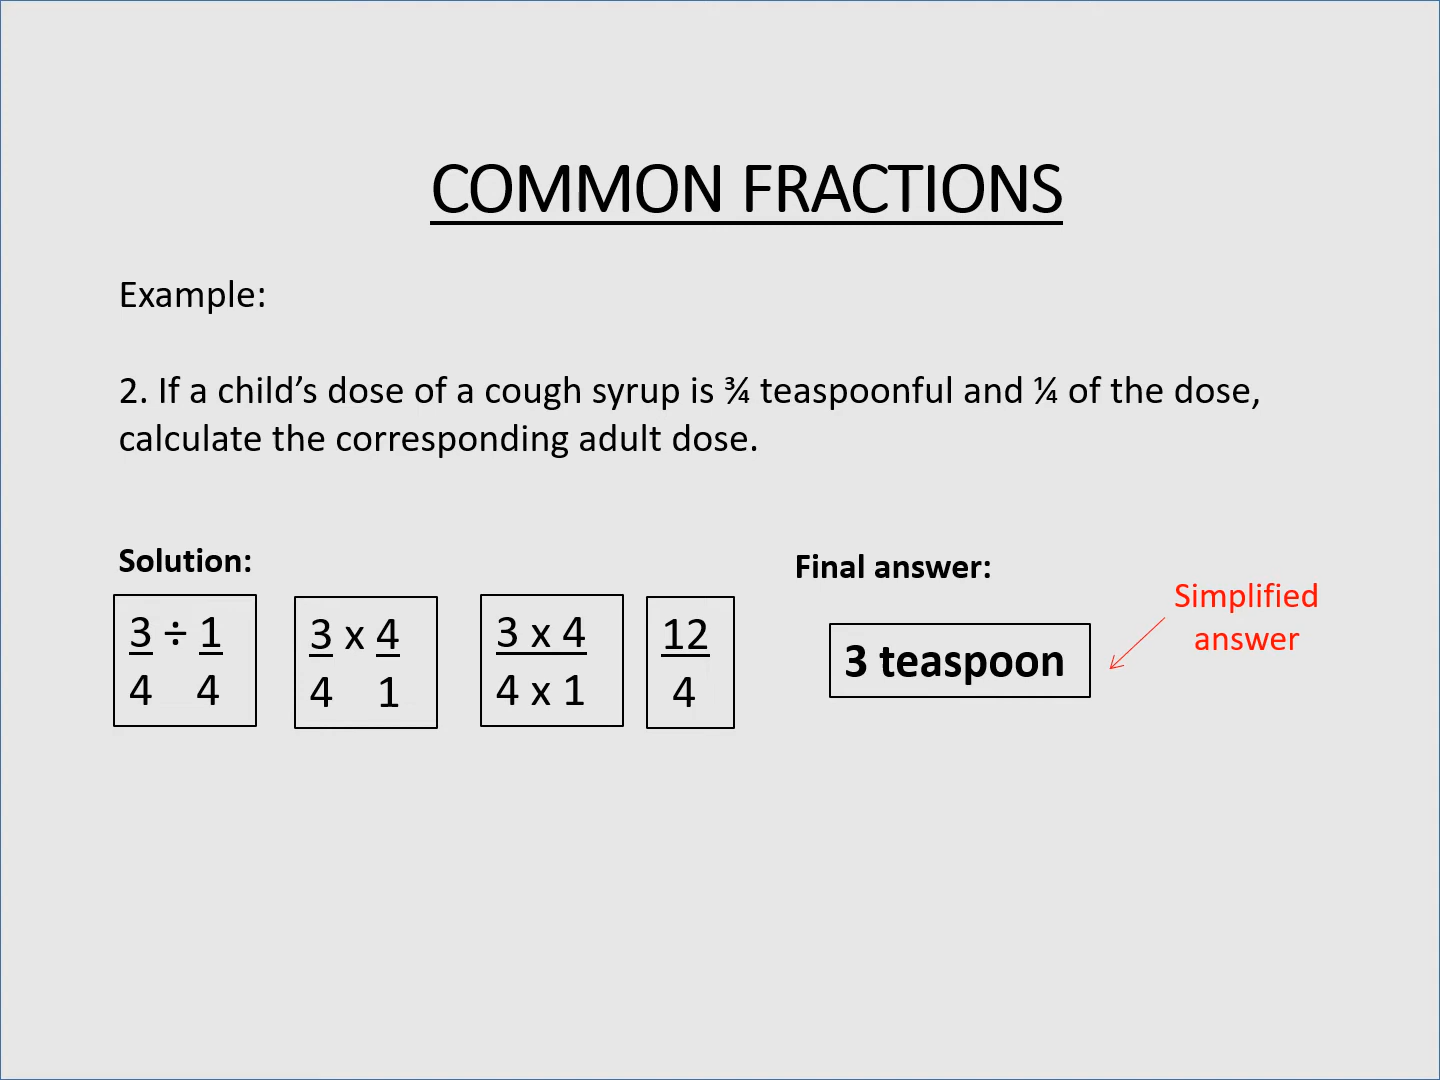 COMMON FRACTIONS
Example:
2. If a child’s dose of a cough syrup is ¾ teaspoonful and ¼ of the dose,
calculate the corresponding adult dose.
Solution:
3 ÷ 1
4 4
3 x 4
4 1
3 x 4
4 x 1
12
4
Final answer:
3 teaspoon
Simplified
answer